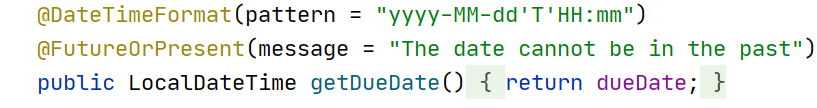 @DateTimeFormat(pattern = "yyyy-MM-dd'T'HH:mm")
@FutureOrPresent(message = "The date cannot be in the past")
public LocalDateTime getDueDate() { return dueDate; }